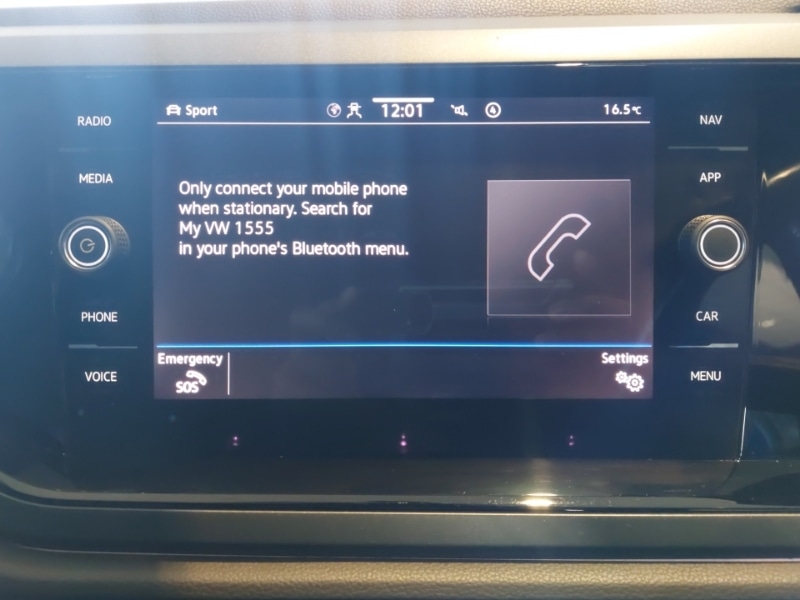 RADIO
MEDIA
PHONE
VOICE
Sport
12:01
4
16.5°C
Only connect your mobile phone
when stationary. Search for
My VW 1555
in your phone's Bluetooth menu.
Emergency
SOS
Settings
NAV
APP
CAR
MENU